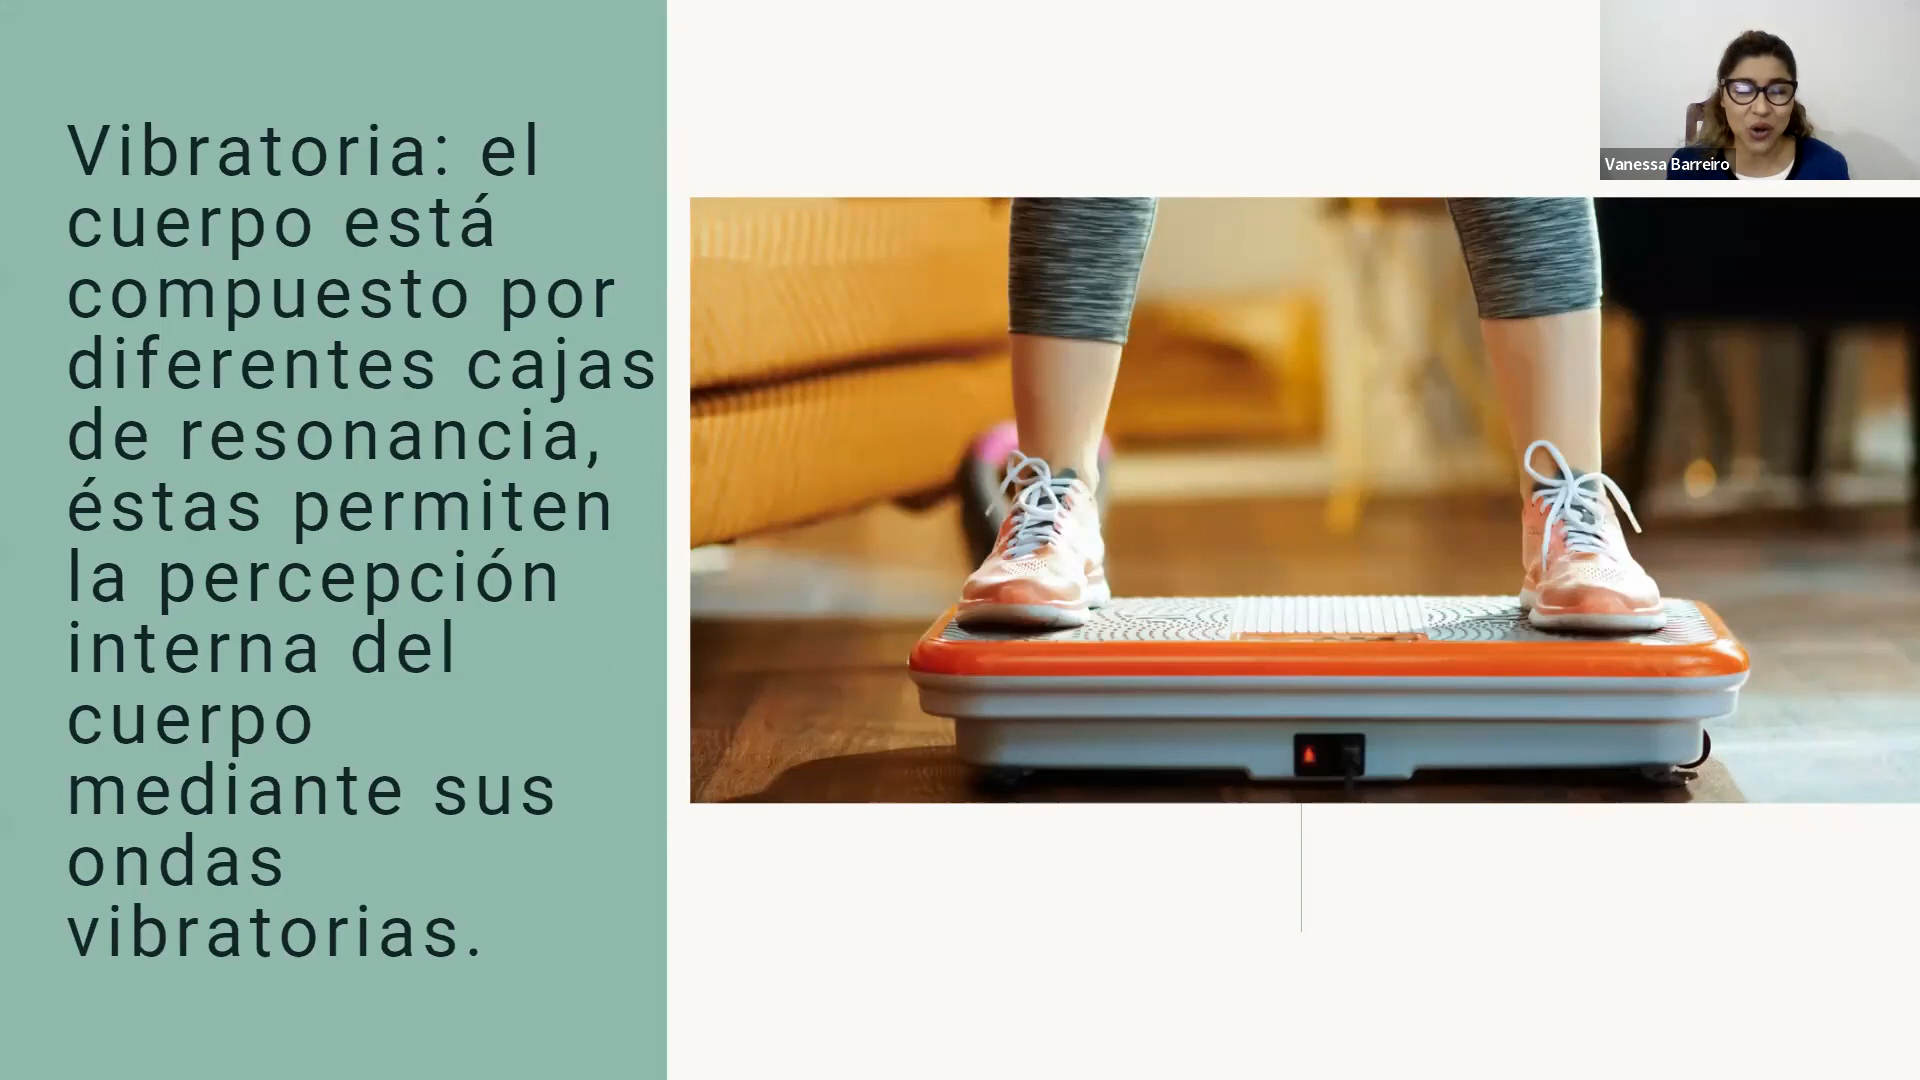 Vibratoria: el
cuerpo está
compuesto por
diferentes cajas
de resonancia,
éstas permiten
la percepción
interna del
cuerpo
mediante sus
ondas
vibratorias.
Vanessa Barreiro